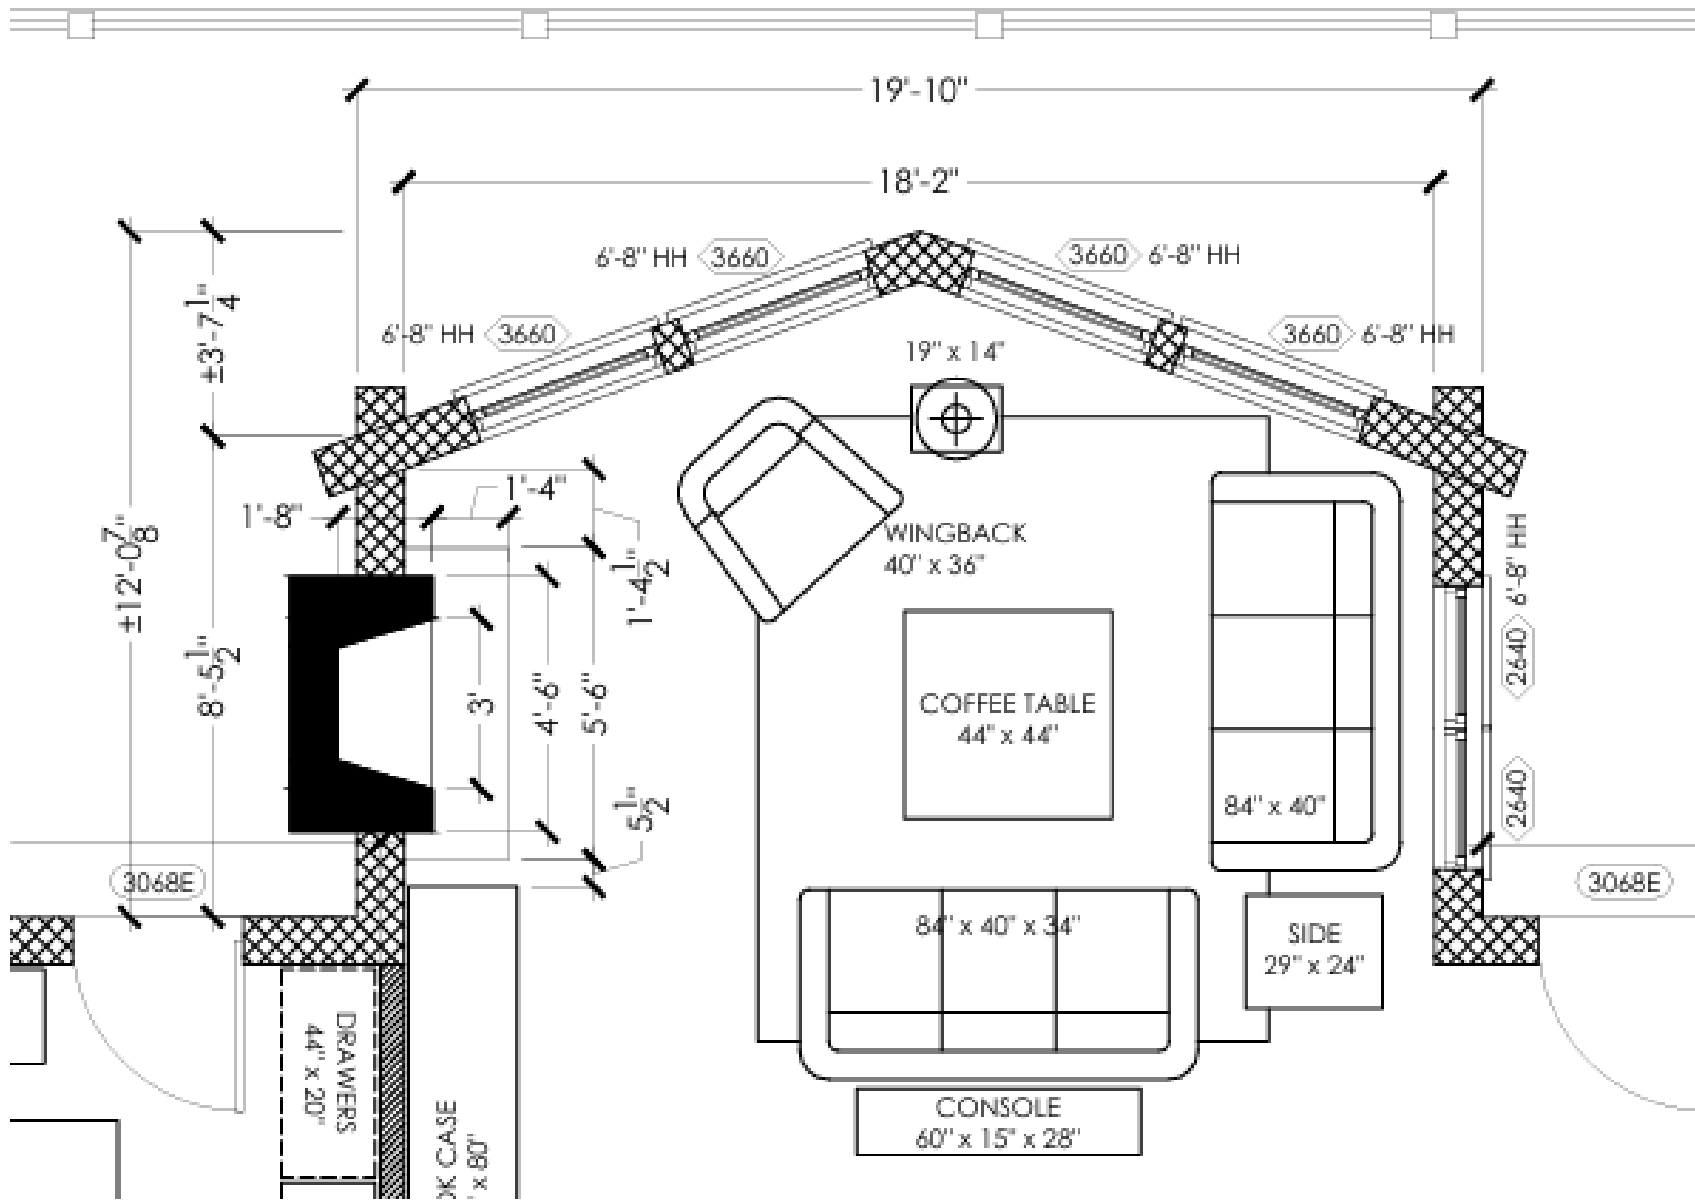 19'-10"
18'-2"
6'-8" HH 3660
3660 6'-8" HH
6'-8" HH 3660
3660 6'-8" HH
±3'-7 1/4"
19" x 14"
1'-8"
1'-4"
WINGBACK
40" x 36"
±12'-0 7/8"
8'-5 1/2"
1'-4 1/2"
3'
4'-6"
5'-6"
5 1/2"
COFFEE TABLE
44" x 44"
84" x 40"
2640 6'-8" HH
2640
3068E
3068E
84" x 40" x 34"
SIDE
29" x 24"
DRAWERS
44" x 20"
OK CASE
" x 80"
CONSOLE
60" x 15" x 28"